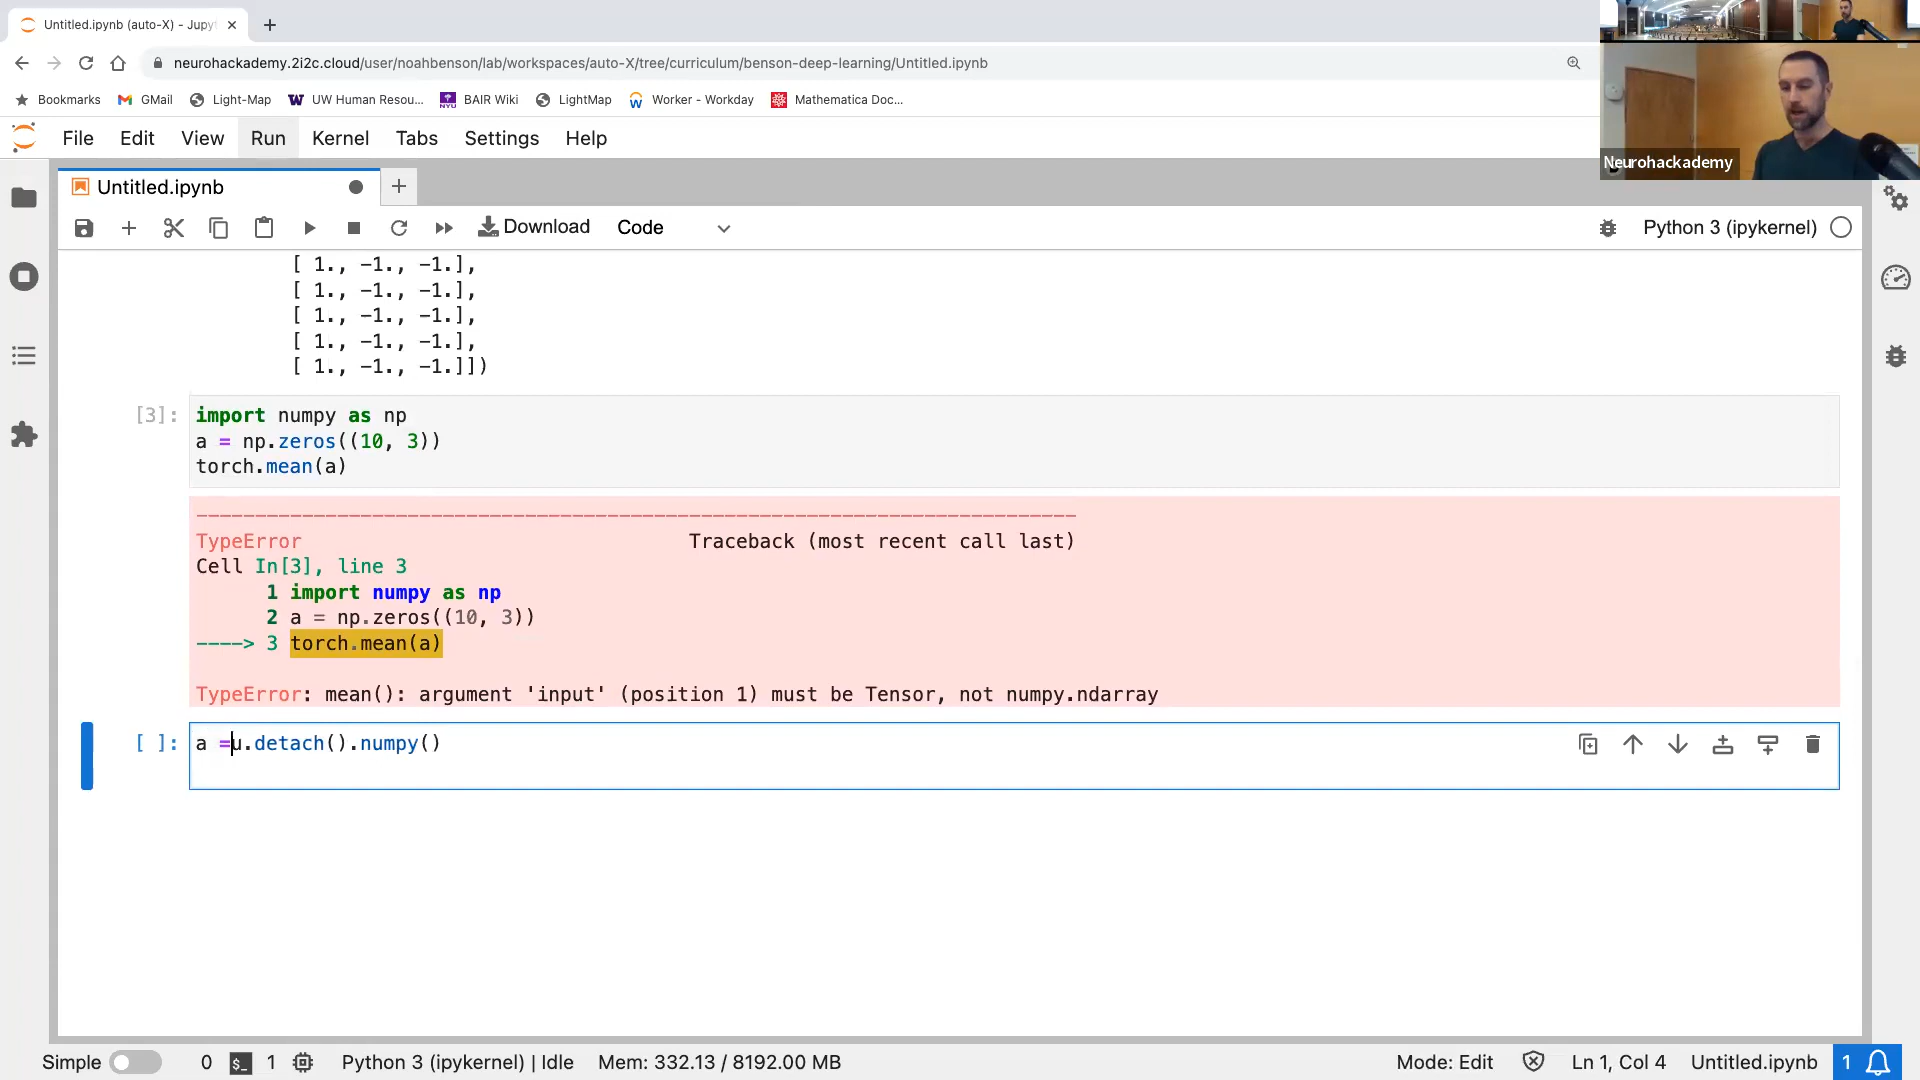 Untitled.ipynb (auto-X) - Jupyt
neurohackademy.2i2c.cloud/user/noahbenson/lab/workspaces/auto-X/tree/curriculum/benson-deep-learning/Untitled.ipynb
Bookmarks GMail Light-Map UW Human Resou... BAIR Wiki LightMap Worker - Workday Mathematica Doc...
File Edit View Run Kernel Tabs Settings Help
Neurohackademy
Untitled.ipynb
Download Code Python 3 (ipykernel)
[ 1., -1., -1.],
[ 1., -1., -1.],
[ 1., -1., -1.],
[ 1., -1., -1.],
[ 1., -1., -1.]])
[3]: import numpy as np
a = np.zeros((10, 3))
torch.mean(a)
---------------------------------------------------------------------------
TypeError Traceback (most recent call last)
Cell In[3], line 3
1 import numpy as np
2 a = np.zeros((10, 3))
----> 3 torch.mean(a)
TypeError: mean(): argument 'input' (position 1) must be Tensor, not numpy.ndarray
[ ]: a =u.detach().numpy()
Simple 0 $_ 1 Python 3 (ipykernel) | Idle Mem: 332.13 / 8192.00 MB Mode: Edit Ln 1, Col 4 Untitled.ipynb 1